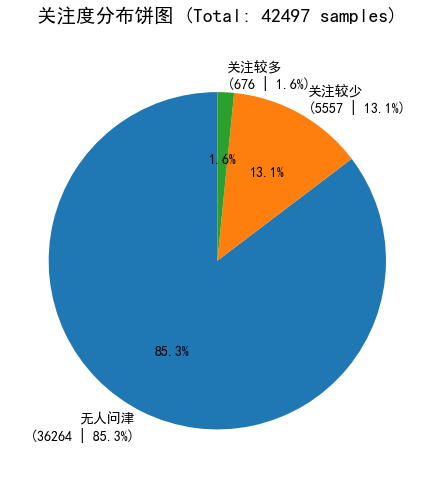 关注度分布饼图 (Total: 42497 samples)
关注较多
(676 | 1.6%)
关注较少
(5557 | 13.1%)
1.6%
13.1%
85.3%
无人问津
(36264 | 85.3%)